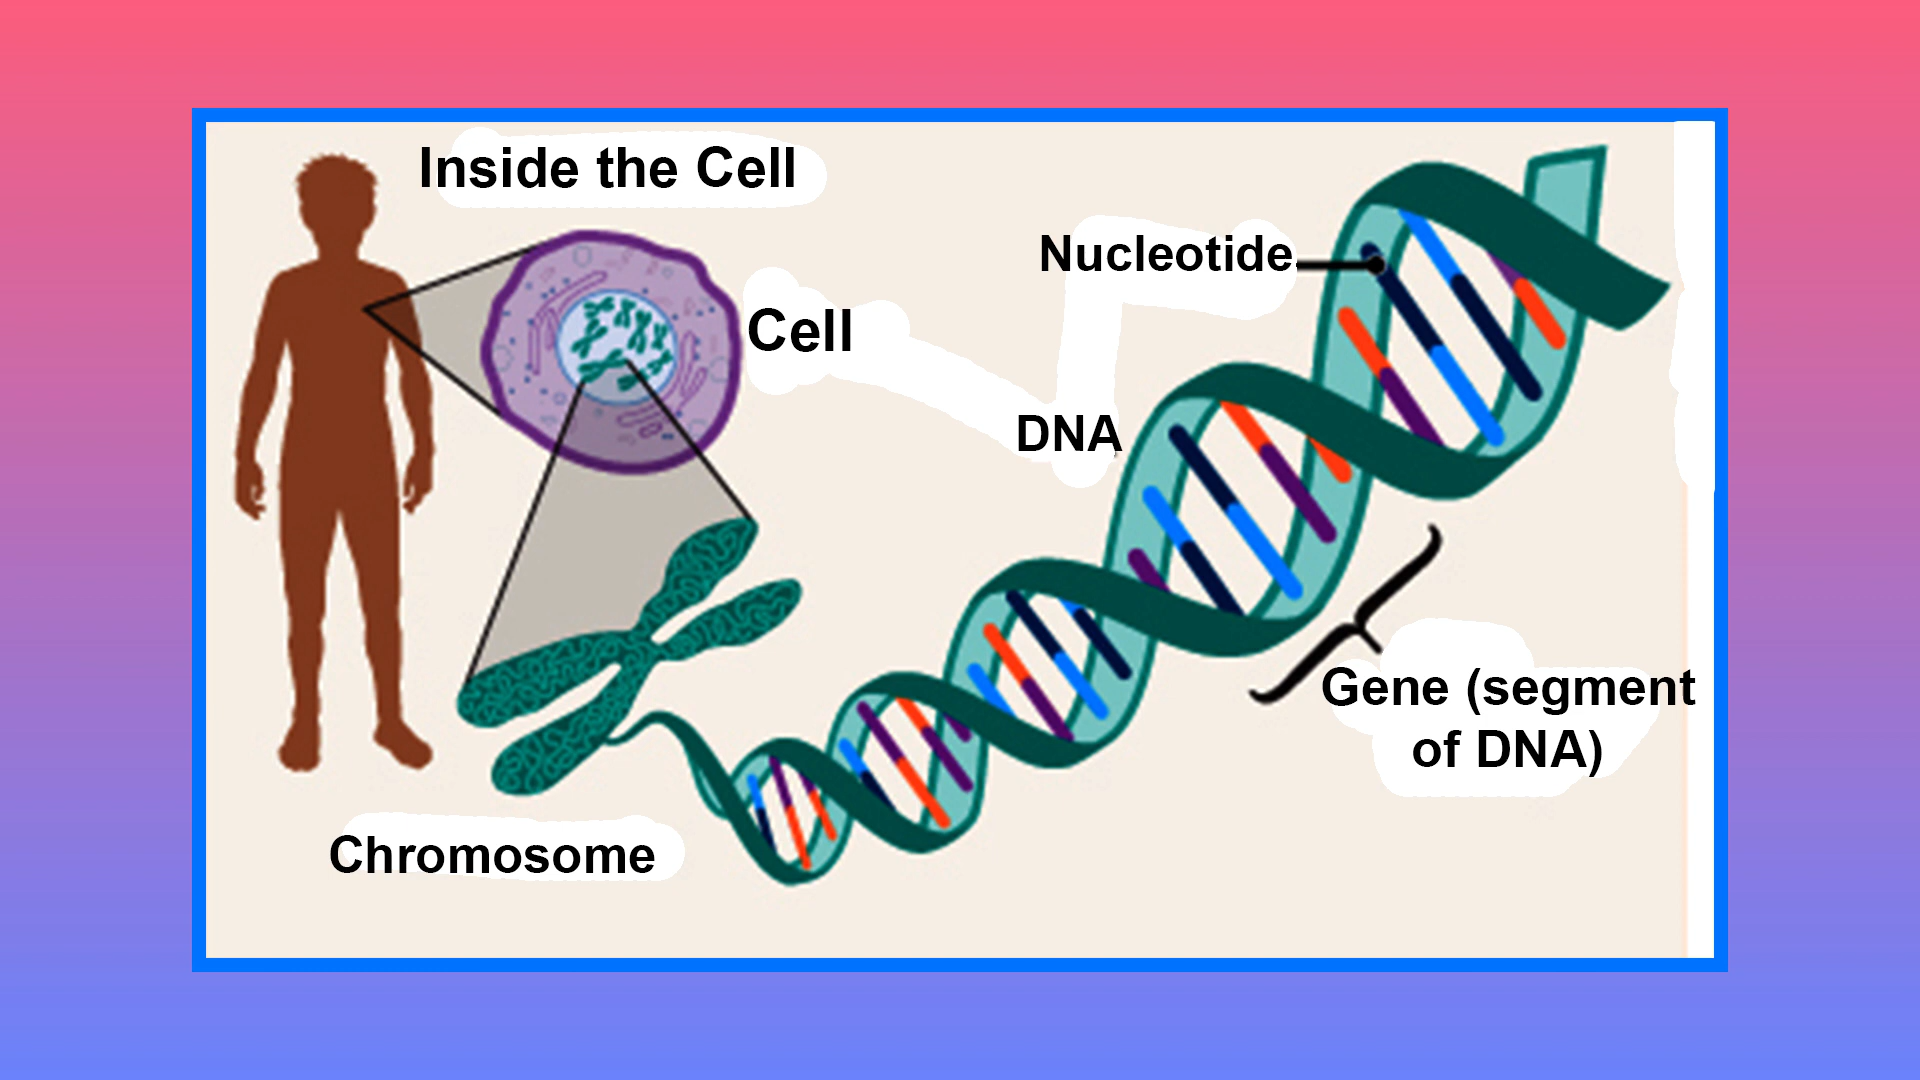 Inside the Cell
Nucleotide
Cell
DNA
Gene (segment
of DNA)
Chromosome